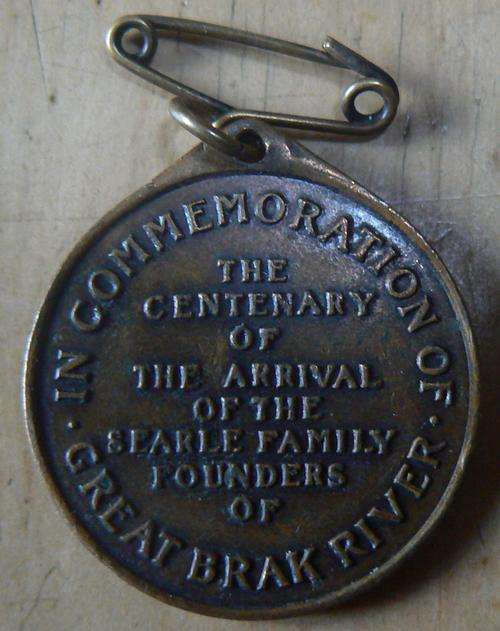 IN COMMEMORATION OF
THE
CENTENARY
OF
THE ARRIVAL
OF THE
SEARLE FAMILY
FOUNDERS
OF
· GREAT BRAK RIVER ·